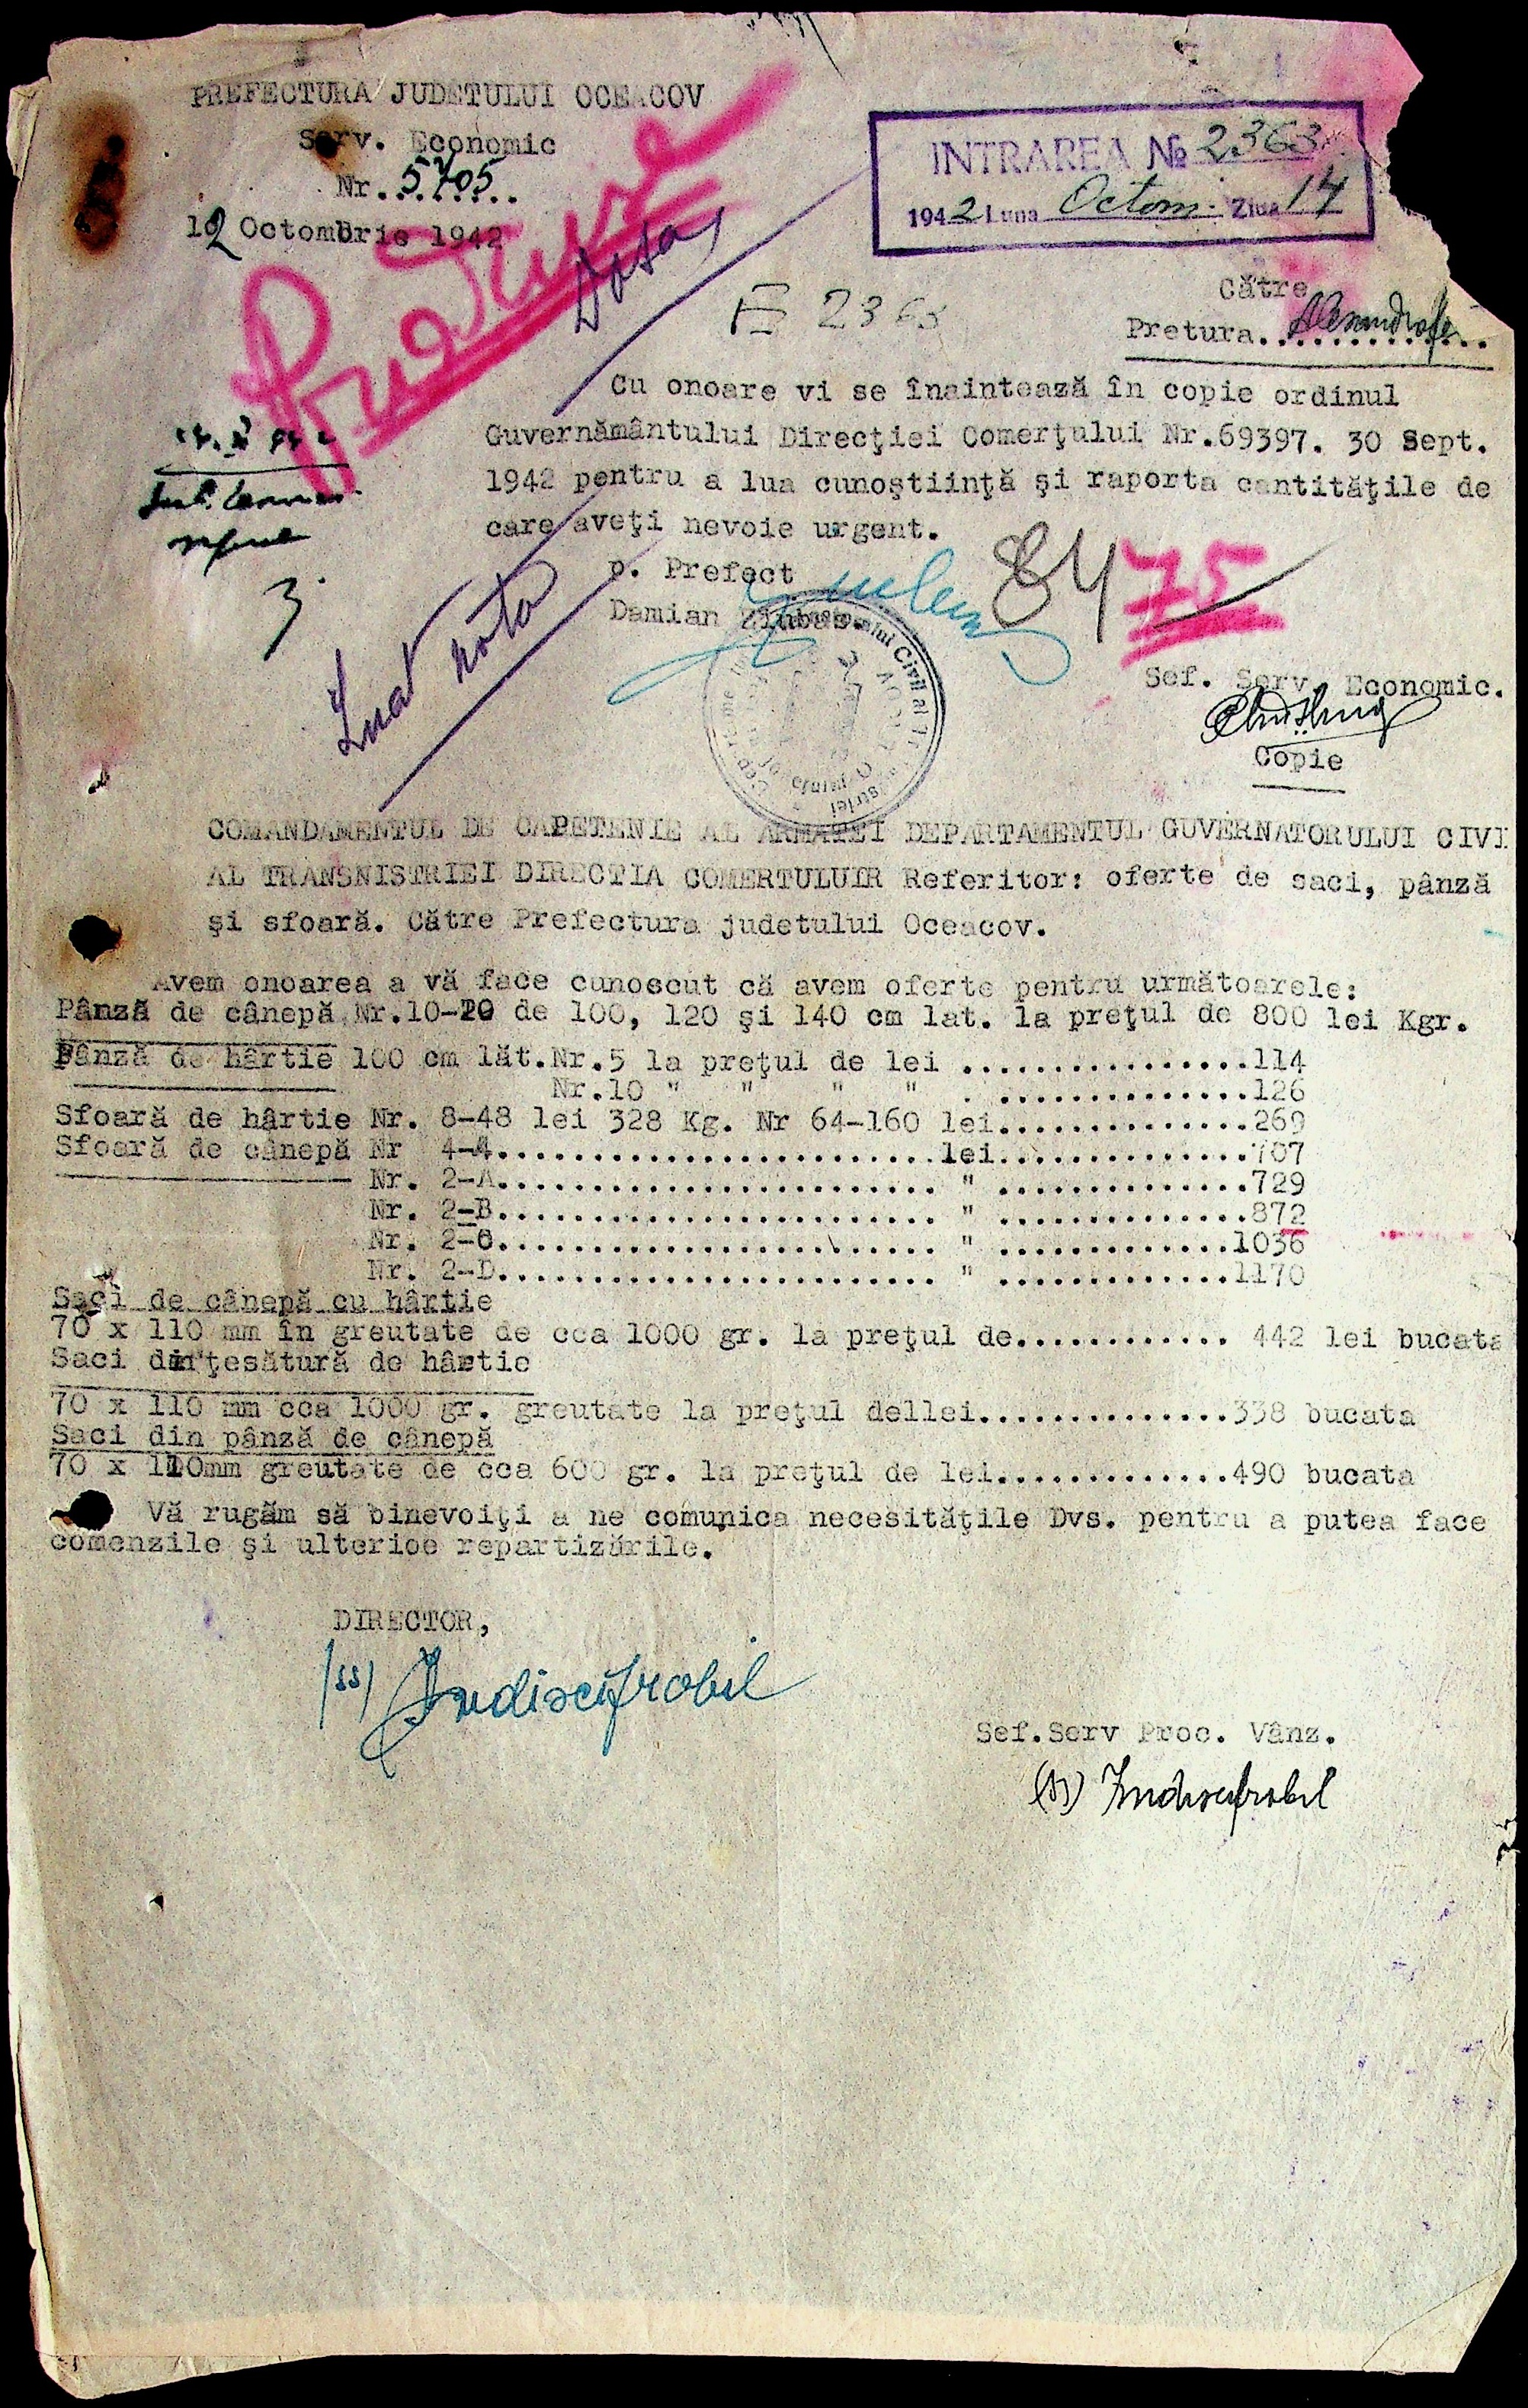 PREFECTURA JUDETULUI OCEACOV
Serv. Economic
Nr. 5705
12 Octombrie 1942
INTRAREA № 2363
1942 Luna Octom Ziua 14
E 2363
Către
Pretura
Dosar
Cu onoare vi se înaintează în copie ordinul
Guvernământului Direcţiei Comerţului Nr.69397. 30 Sept.
1942 pentru a lua cunoştiinţă şi raporta cantităţile de
care aveţi nevoie urgent.
p. Prefect
Damian
84 75
3
Luat nota
Sef. Serv. Economic.
Copie
COMANDAMENTUL DE CAPETENIE AL ARMATEI DEPARTAMENTUL GUVERNATORULUI CIVI
AL TRANSNISTRIEI DIRECTIA COMERTULUIR Referitor: oferte de saci, pânză
şi sfoară. Către Prefectura judetului Oceacov.
Avem onoarea a vă face cunoscut că avem oferte pentru următoarele:
Pânză de cânepă Nr.10-20 de 100, 120 şi 140 cm lat. la preţul de 800 lei Kgr.
Pânză de hârtie 100 cm lăt.Nr.5 la preţul de lei ................114
Nr.10 " " " " . ..............126
Sfoară de hârtie Nr. 8-48 lei 328 Kg. Nr 64-160 lei..............269
Sfoară de cânepă Nr 4-4..........................lei..............707
Nr. 2-A.......................... " ..............729
Nr. 2-B.......................... " ..............872
Nr. 2-C.......................... " .............1036
Nr. 2-D.......................... " .............1170
Saci de cânepă cu hârtie
70 x 110 mm în greutate de cca 1000 gr. la preţul de............ 442 lei bucata
Saci din ţesătură de hârtie
70 x 110 mm cca 1000 gr. greutate la preţul dellei..............338 bucata
Saci din pânză de cânepă
70 x 110mm greutate de cca 600 gr. la preţul de lei.............490 bucata
Vă rugăm să binevoiţi a ne comunica necesităţile Dvs. pentru a putea face
comenzile şi ulterioe repartizările.
DIRECTOR,
/ss/ Indiscifrabil
Sef.Serv Proc. Vânz.
(ss) Indiscifrabil